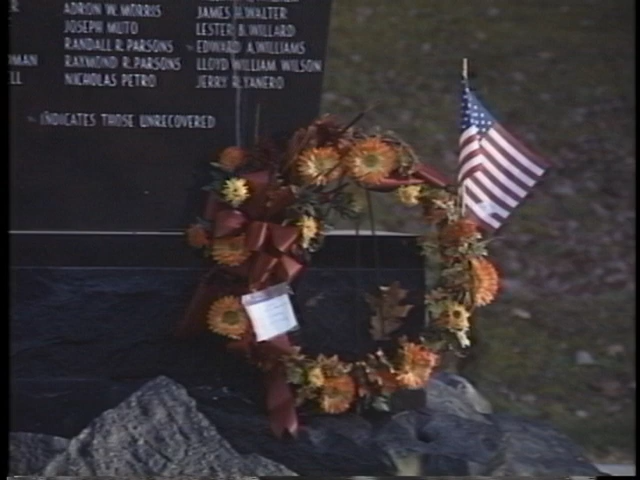 ADRON W. MORRIS
JOSEPH MUTO
RANDALL R. PARSONS
RAYMOND R. PARSONS
NICHOLAS PETRO
JAMES H. WALTER
LESTER B. WILLARD
EDWARD A. WILLIAMS
LLOYD WILLIAM WILSON
JERRY R. YANERO
INDICATES THOSE UNRECOVERED